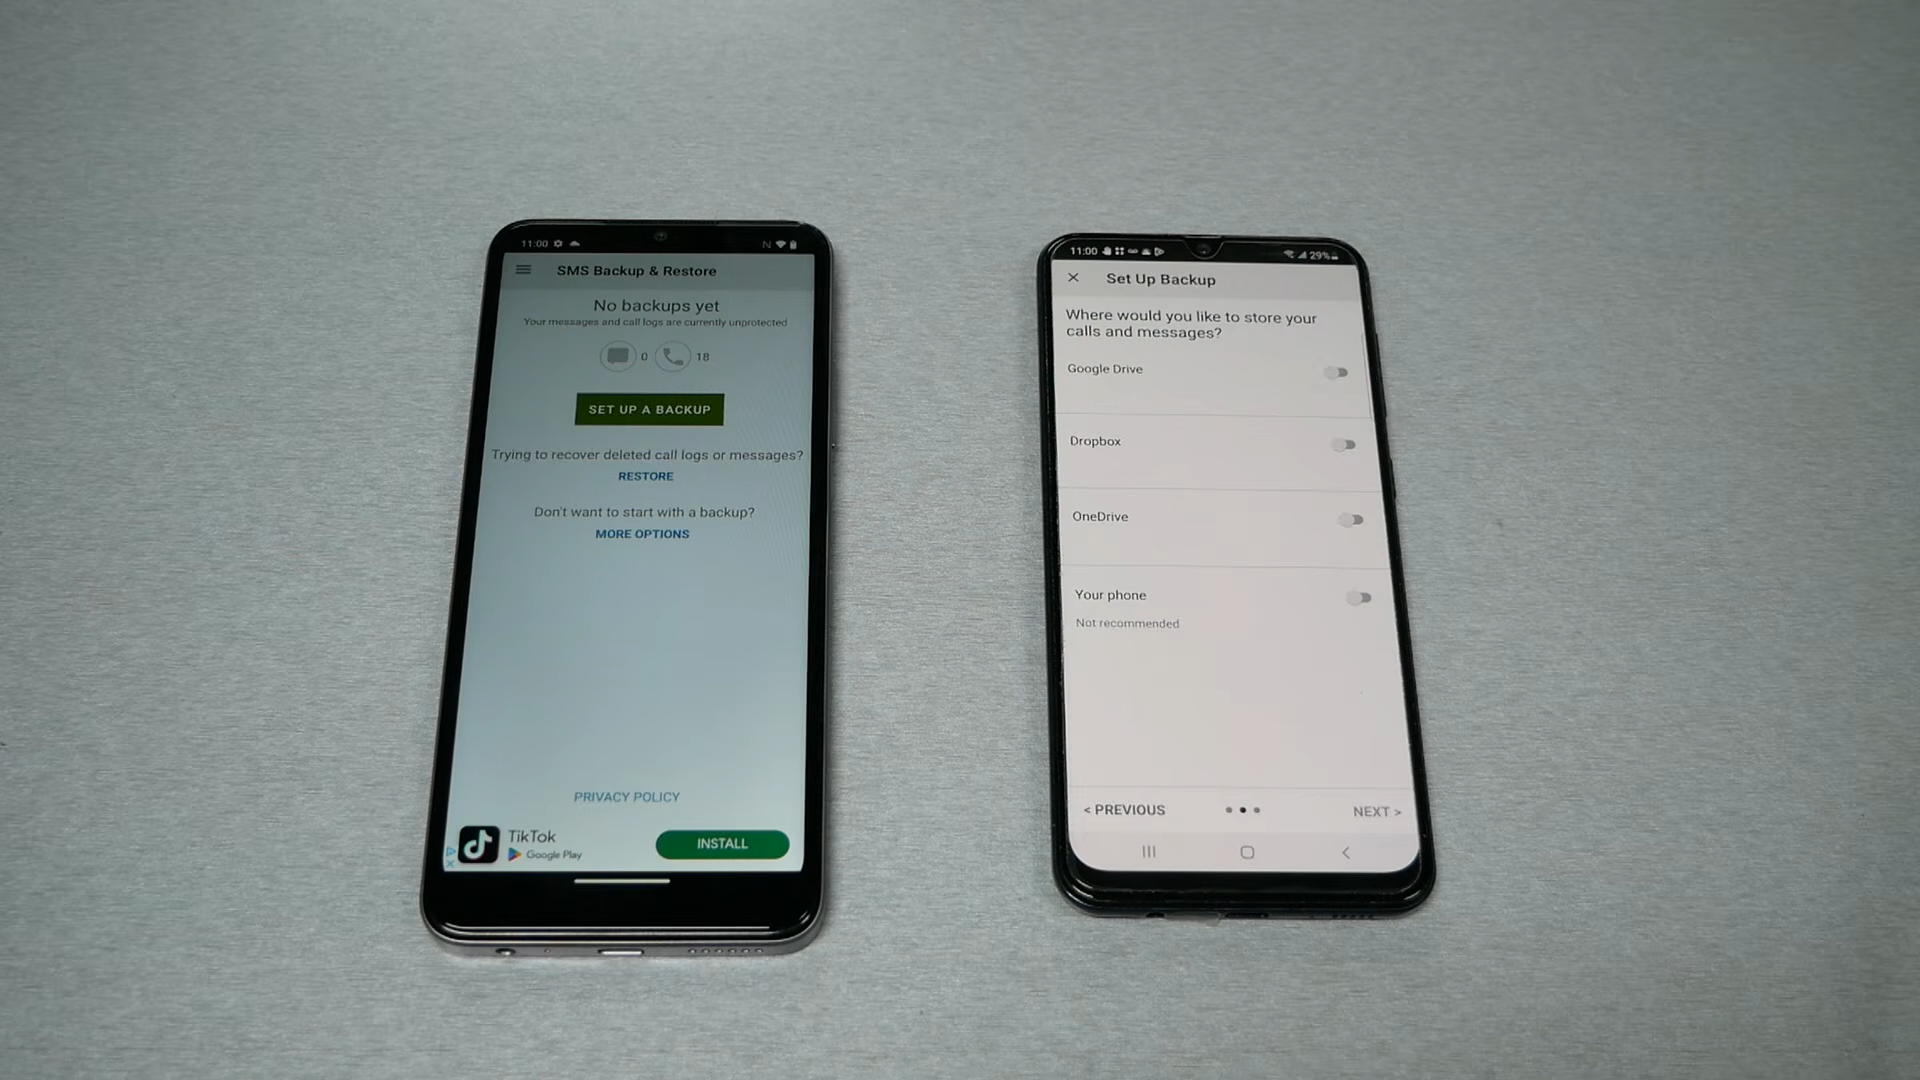 11:00
N
SMS Backup & Restore
No backups yet
Your messages and call logs are currently unprotected
0
18
SET UP A BACKUP
Trying to recover deleted call logs or messages?
RESTORE
Don't want to start with a backup?
MORE OPTIONS
PRIVACY POLICY
TikTok
Google Play
INSTALL
11:00
29%
Set Up Backup
Where would you like to store your
calls and messages?
Google Drive
Dropbox
OneDrive
Your phone
Not recommended
< PREVIOUS
NEXT >